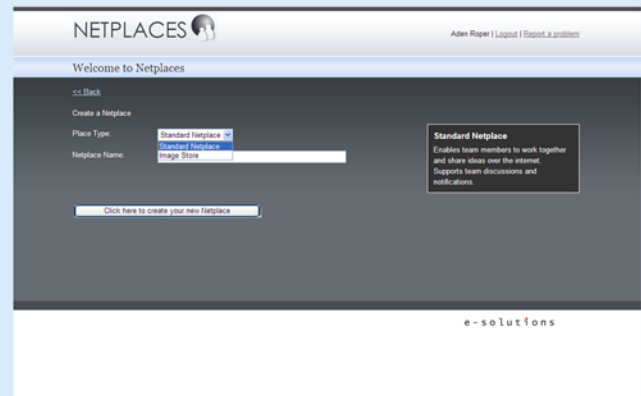 NETPLACES
Aden Roper | Logout | Report a problem
Welcome to Netplaces
<< Back
Create a Netplace
Place Type:
Standard Netplace
Standard Netplace
Image Store
Netplace Name:
Click here to create your new Netplace
Standard Netplace
Enables team members to work together
and share ideas over the internet.
Supports team discussions and
notifications.
e-solutions